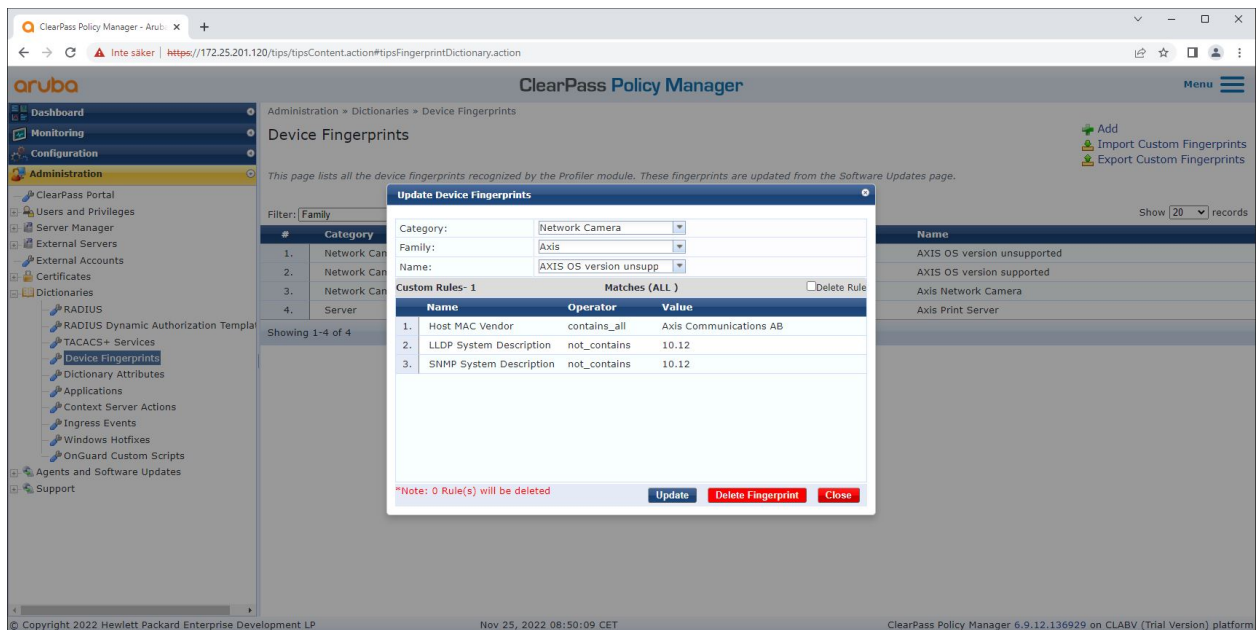 ClearPass Policy Manager - Arub
Inte säker | https://172.25.201.120/tips/tipsContent.action#tipsFingerprintDictionary.action
aruba
ClearPass Policy Manager
Menu
Dashboard
Monitoring
Configuration
Administration
ClearPass Portal
Users and Privileges
Server Manager
External Servers
External Accounts
Certificates
Dictionaries
RADIUS
RADIUS Dynamic Authorization Templat
TACACS+ Services
Device Fingerprints
Dictionary Attributes
Applications
Context Server Actions
Ingress Events
Windows Hotfixes
OnGuard Custom Scripts
Agents and Software Updates
Support
Administration » Dictionaries » Device Fingerprints
Device Fingerprints
Add
Import Custom Fingerprints
Export Custom Fingerprints
This page lists all the device fingerprints recognized by the Profiler module. These fingerprints are updated from the Software Updates page.
Filter: Family
Show 20 records
# Category Name
1. Network Can AXIS OS version unsupported
2. Network Can AXIS OS version supported
3. Network Can Axis Network Camera
4. Server Axis Print Server
Showing 1-4 of 4
Update Device Fingerprints
Category: Network Camera
Family: Axis
Name: AXIS OS version unsupp
Custom Rules- 1 Matches (ALL ) Delete Rule
Name Operator Value
1. Host MAC Vendor contains_all Axis Communications AB
2. LLDP System Description not_contains 10.12
3. SNMP System Description not_contains 10.12
*Note: 0 Rule(s) will be deleted
Update Delete Fingerprint Close
© Copyright 2022 Hewlett Packard Enterprise Development LP Nov 25, 2022 08:50:09 CET ClearPass Policy Manager 6.9.12.136929 on CLABV (Trial Version) platform